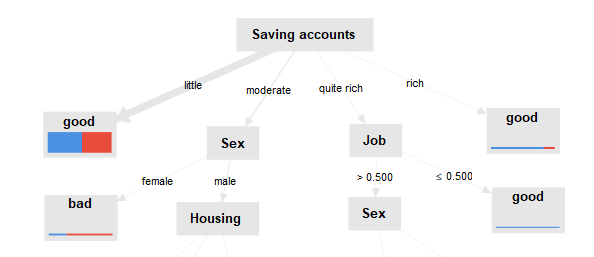 Saving accounts
little
moderate
quite rich
rich
good
Sex
Job
good
female
male
> 0.500
≤ 0.500
bad
Housing
Sex
good